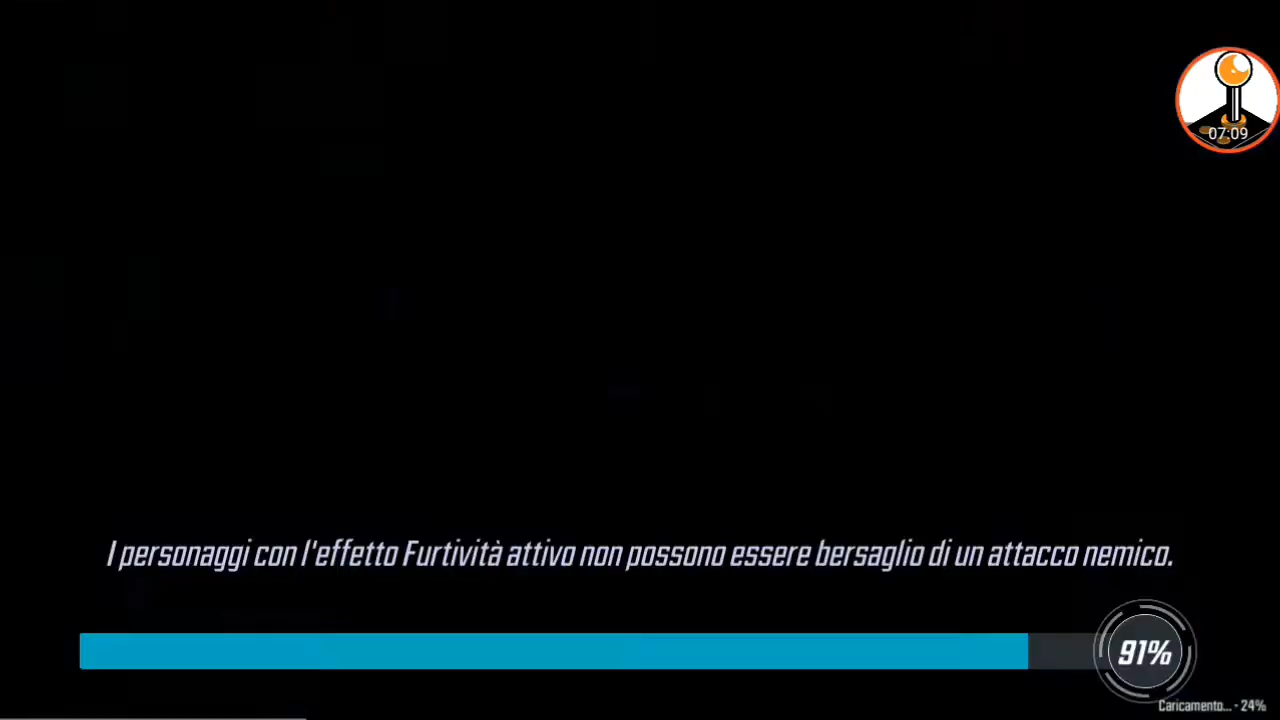 07:09
I personaggi con l'effetto Furtività attivo non possono essere bersaglio di un attacco nemico.
91%
Caricamento... - 24%